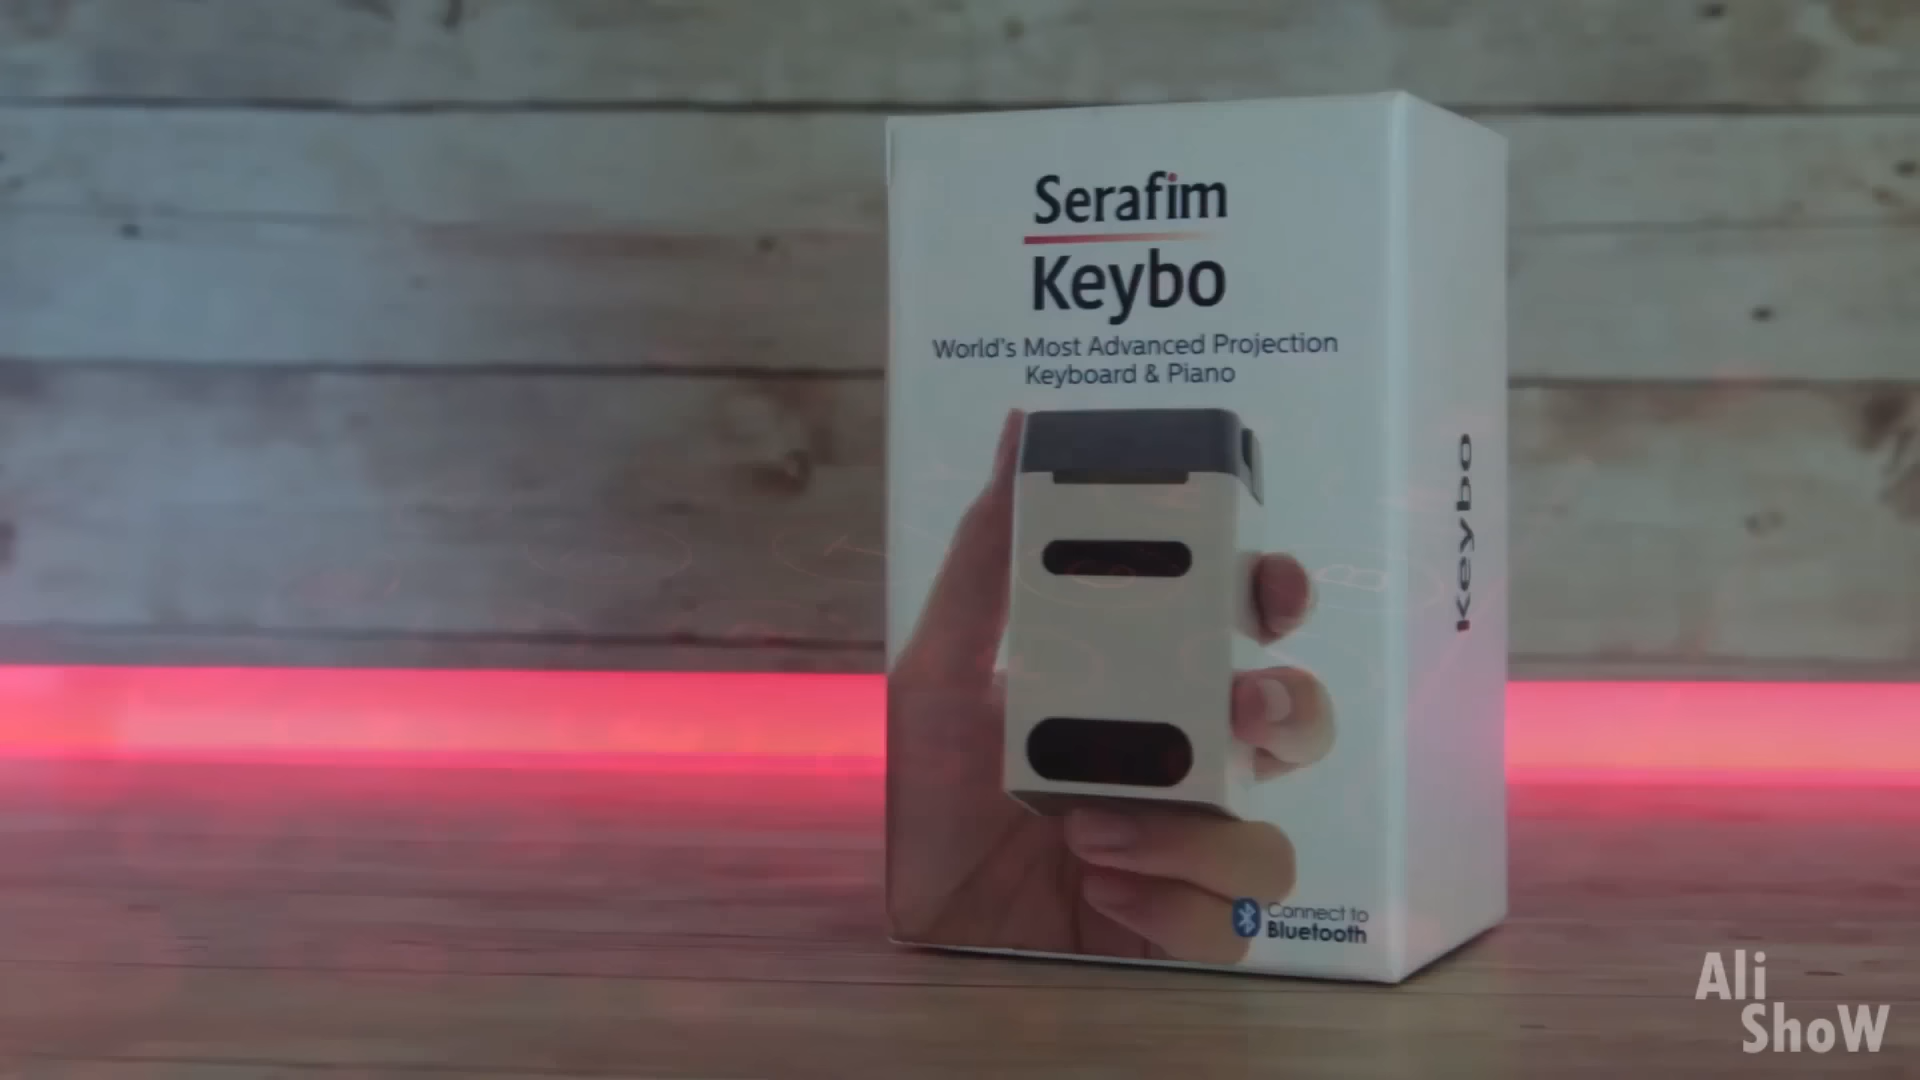 Serafim
Keybo
World's Most Advanced Projection
Keyboard & Piano
Connect to
Bluetooth
Keybo
Ali
ShoW